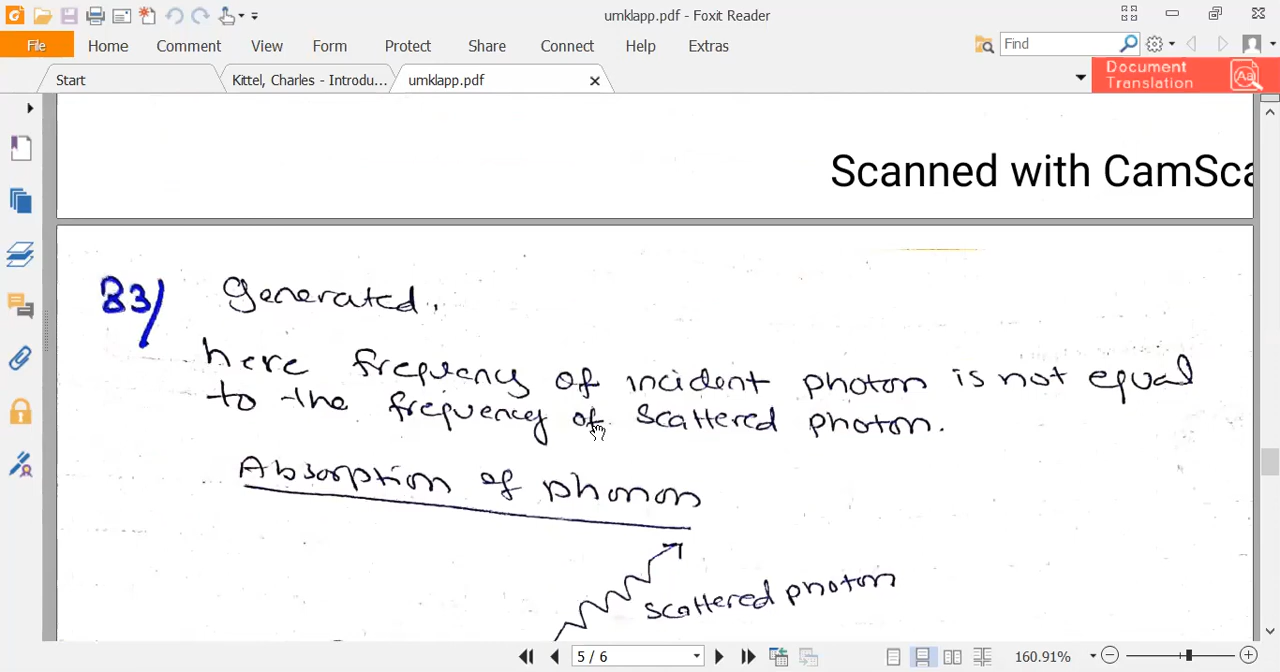 umklapp.pdf - Foxit Reader
File Home Comment View Form Protect Share Connect Help Extras
Find
Start
Kittel, Charles - Introdu...
umklapp.pdf
Document
Translation
Scanned with CamSca
83/ Generated.
here frequency of incident photon is not equal
to the frequency of scattered photon.
Absorption of phonon
scattered photon
5 / 6
160.91%